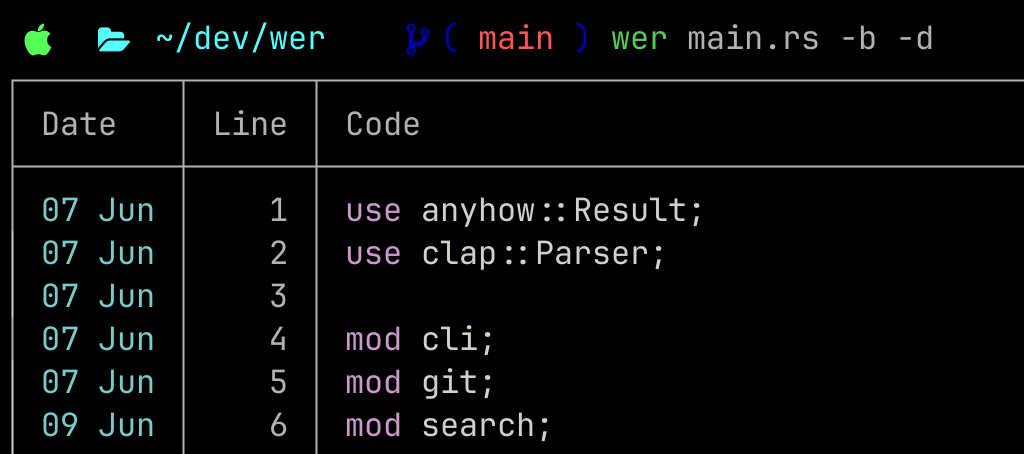 ~/dev/wer ( main ) wer main.rs -b -d
Date Line Code
07 Jun 1 use anyhow::Result;
07 Jun 2 use clap::Parser;
07 Jun 3
07 Jun 4 mod cli;
07 Jun 5 mod git;
09 Jun 6 mod search;